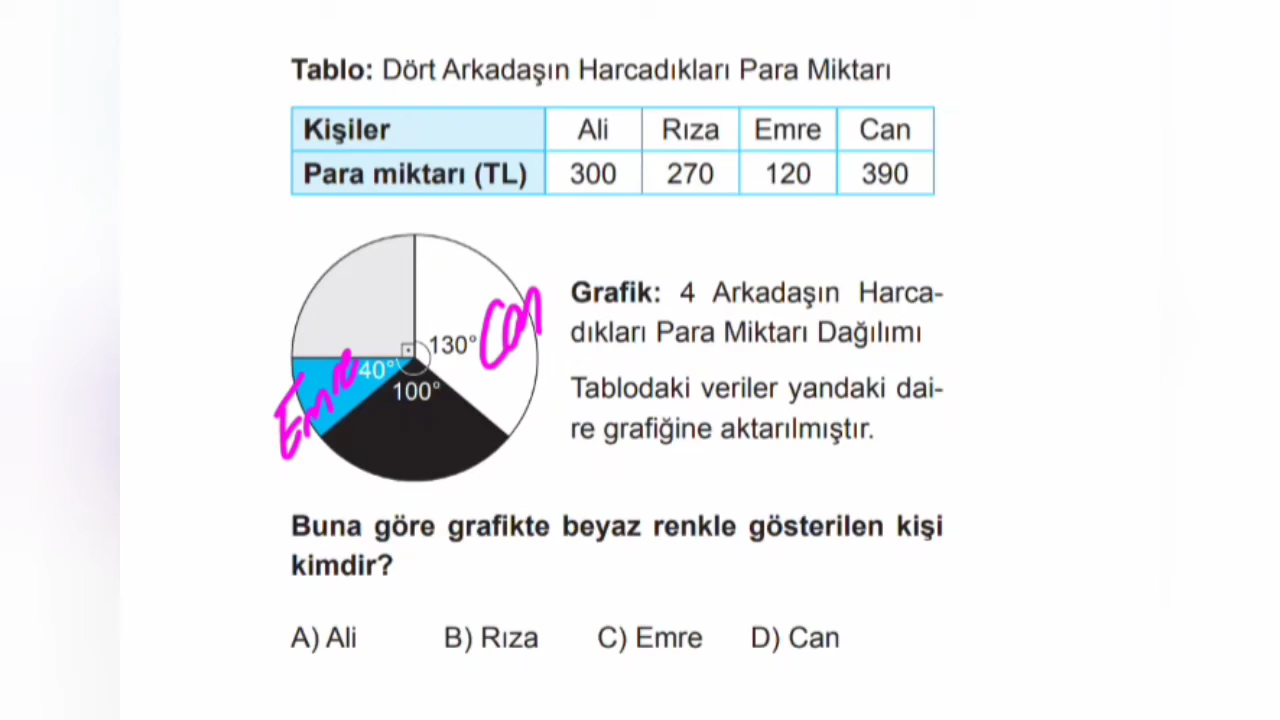 Tablo: Dört Arkadaşın Harcadıkları Para Miktarı
Kişiler Ali Rıza Emre Can
Para miktarı (TL) 300 270 120 390
130°
Can
40°
Emre
100°
Grafik: 4 Arkadaşın Harca-
dıkları Para Miktarı Dağılımı
Tablodaki veriler yandaki dai-
re grafiğine aktarılmıştır.
Buna göre grafikte beyaz renkle gösterilen kişi
kimdir?
A) Ali B) Rıza C) Emre D) Can